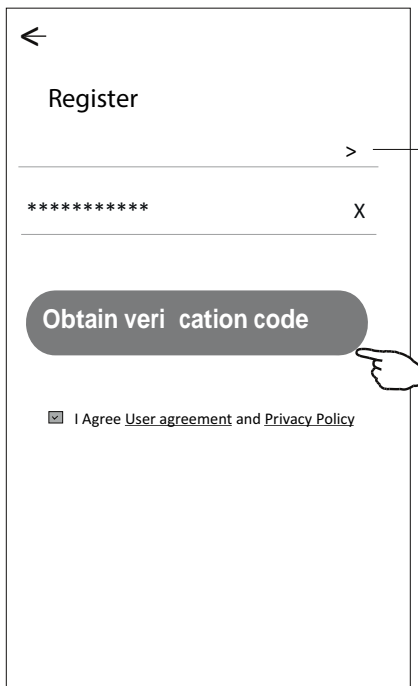 Register
>
*********** X
Obtain veri cation code
I Agree User agreement and Privacy Policy